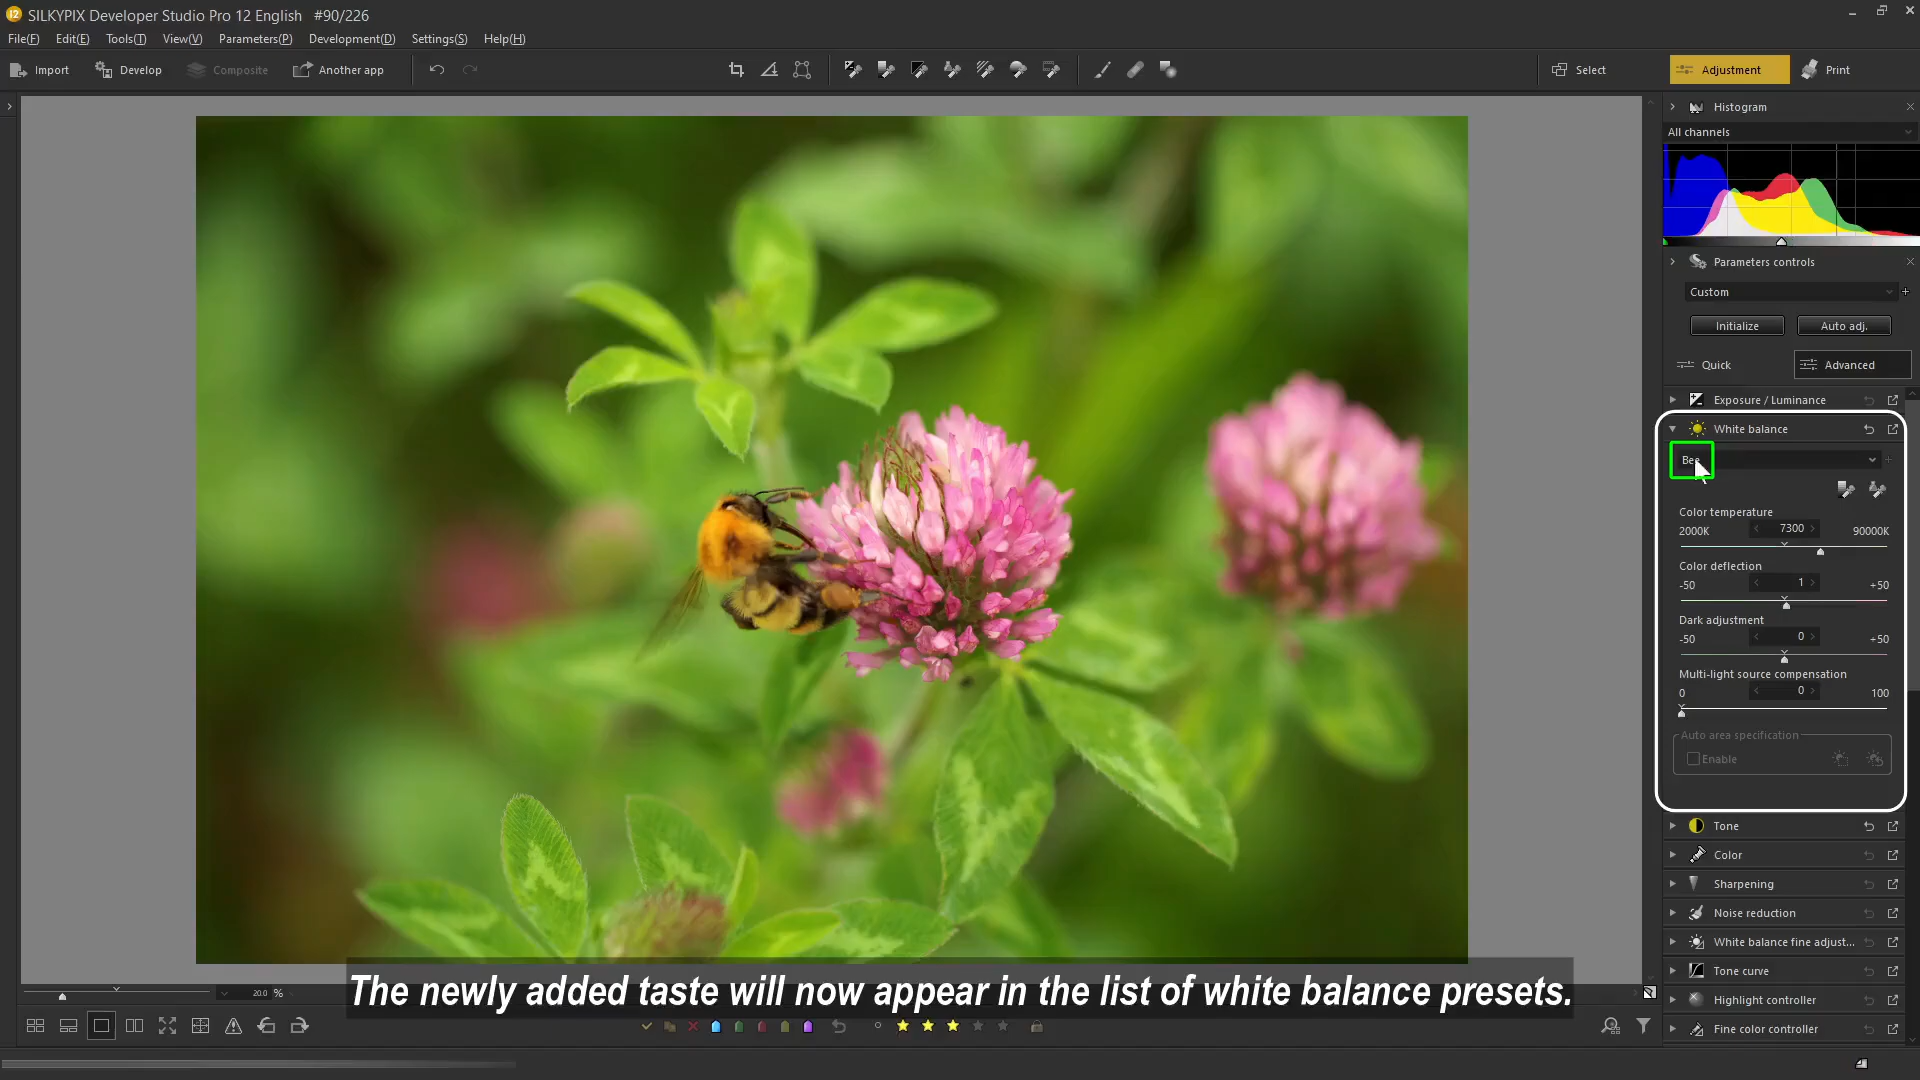 SILKYPIX Developer Studio Pro 12 English #90/226
File(F) Edit(E) Tools(T) View(V) Parameters(P) Development(D) Settings(S) Help(H)
Import Develop Composite Another app Select Adjustment Print
Histogram
All channels
Parameters controls
Custom
Initialize Auto adj.
Quick Advanced
Exposure / Luminance
White balance
Bee
Color temperature
2000K 7300 90000K
Color deflection
-50 1 +50
Dark adjustment
-50 0 +50
Multi-light source compensation
0 0 100
Auto area specification
Enable
Tone
Color
Sharpening
Noise reduction
White balance fine adjust...
Tone curve
Highlight controller
Fine color controller
20.0 %
The newly added taste will now appear in the list of white balance presets.